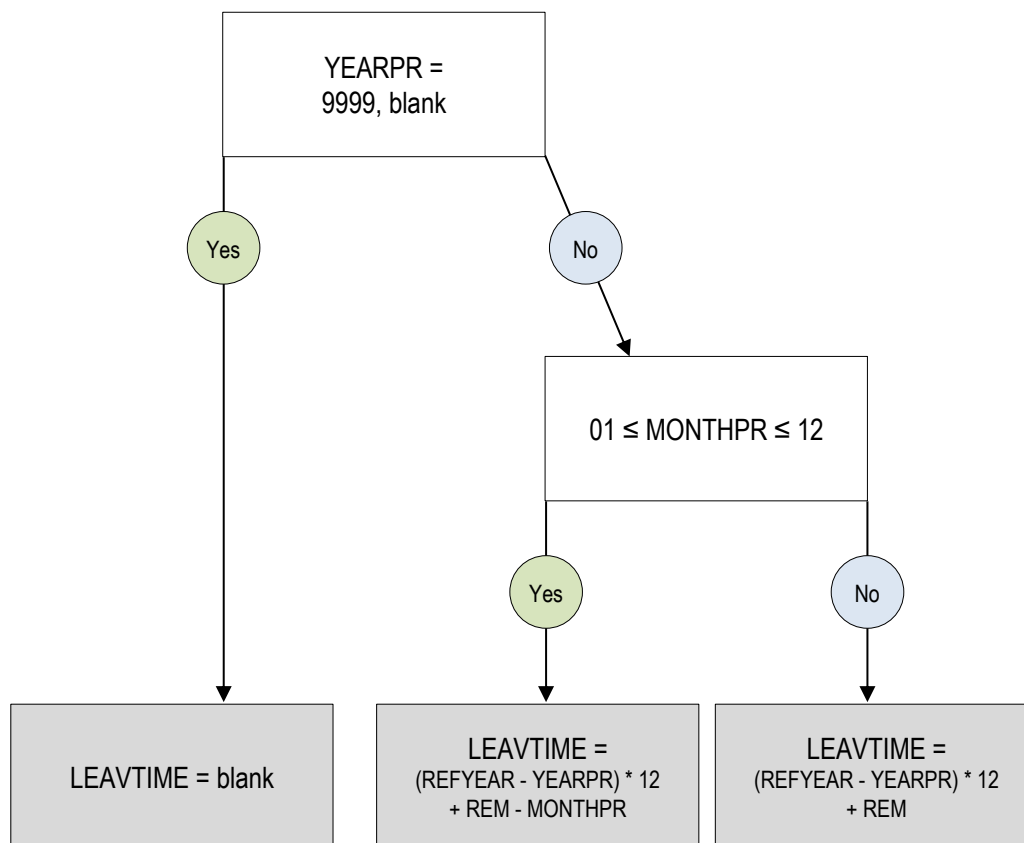 YEARPR =
9999, blank
Yes
No
01 ≤ MONTHPR ≤ 12
Yes
No
LEAVTIME = blank
LEAVTIME =
(REFYEAR - YEARPR) * 12
+ REM - MONTHPR
LEAVTIME =
(REFYEAR - YEARPR) * 12
+ REM